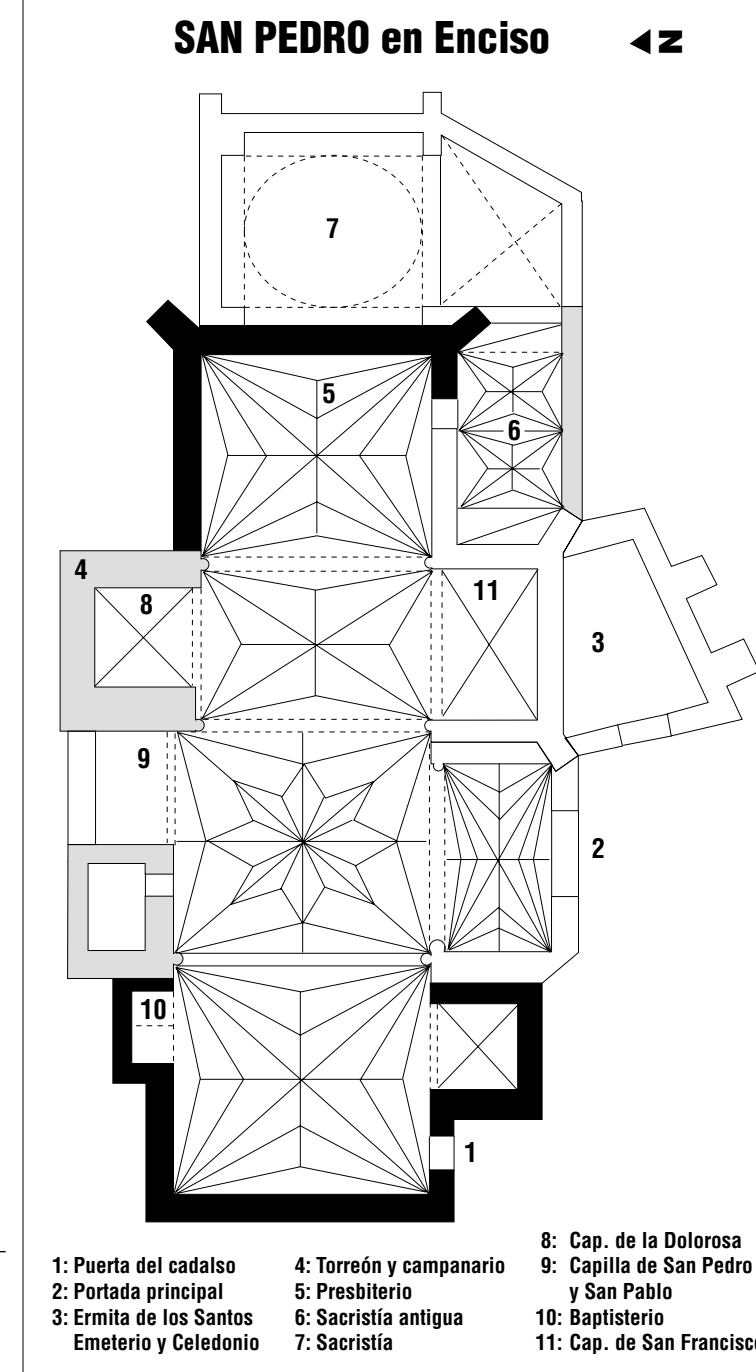 SAN PEDRO en Enciso
N
7
5
6
4
8
11
3
9
2
10
1
1: Puerta del cadalso
2: Portada principal
3: Ermita de los Santos
Emeterio y Celedonio
4: Torreón y campanario
5: Presbiterio
6: Sacristía antigua
7: Sacristía
8: Cap. de la Dolorosa
9: Capilla de San Pedro
y San Pablo
10: Baptisterio
11: Cap. de San Francisco